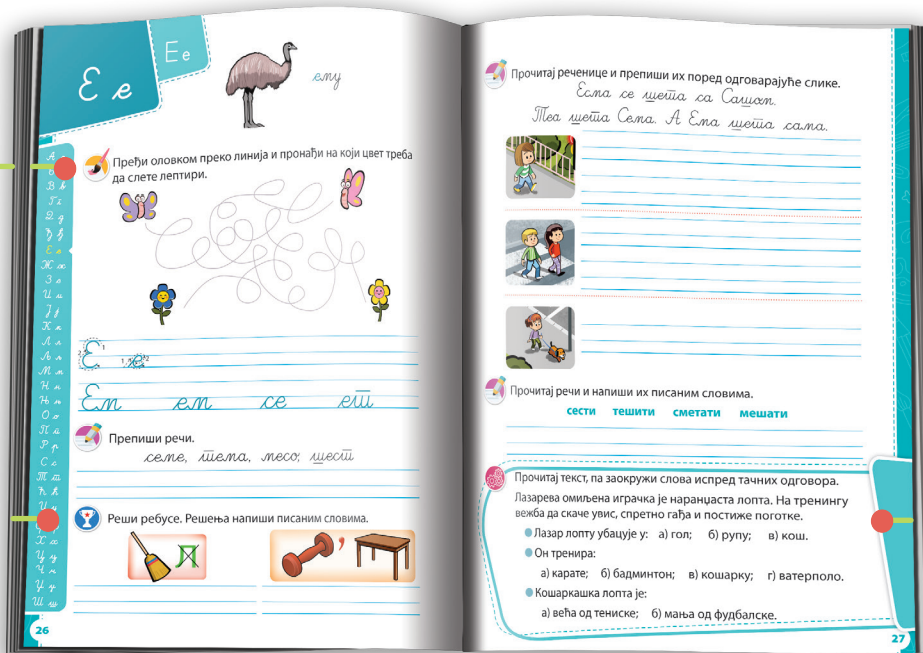 Е е
Е е
ему
А
В в
Г г
Д д
Ђ ђ
Е е
Ж ж
З з
И и
Ј ј
К к
Л л
Љ љ
М м
Н н
Њ њ
О о
П п
Р р
С с
Т т
Ћ ћ
Х х
Ц ц
Ч ч
Џ џ
Ш ш
Пређи оловком преко линија и пронађи на који цвет треба
да слете лептири.
Е е
Ем ем се ет
Препиши речи.
семе, тема, месо, шест
Реши ребусе. Решења напиши писаним словима.
Л
,
26
Прочитај реченице и препиши их поред одговарајуће слике.
Есма се шета са Сашом.
Теа шета Сема. А Ема шета сама.
Прочитај речи и напиши их писаним словима.
сести тешити сметати мешати
Прочитај текст, па заокружи слова испред тачних одговора.
Лазарева омиљена играчка је наранџаста лопта. На тренингу
вежба да скаче увис, спретно гађа и постиже поготке.
Лазар лопту убацује у: а) гол; б) рупу; в) кош.
Он тренира:
а) карате; б) бадминтон; в) кошарку; г) ватерполо.
Кошаркашка лопта је:
а) већа од тениске; б) мања од фудбалске.
27